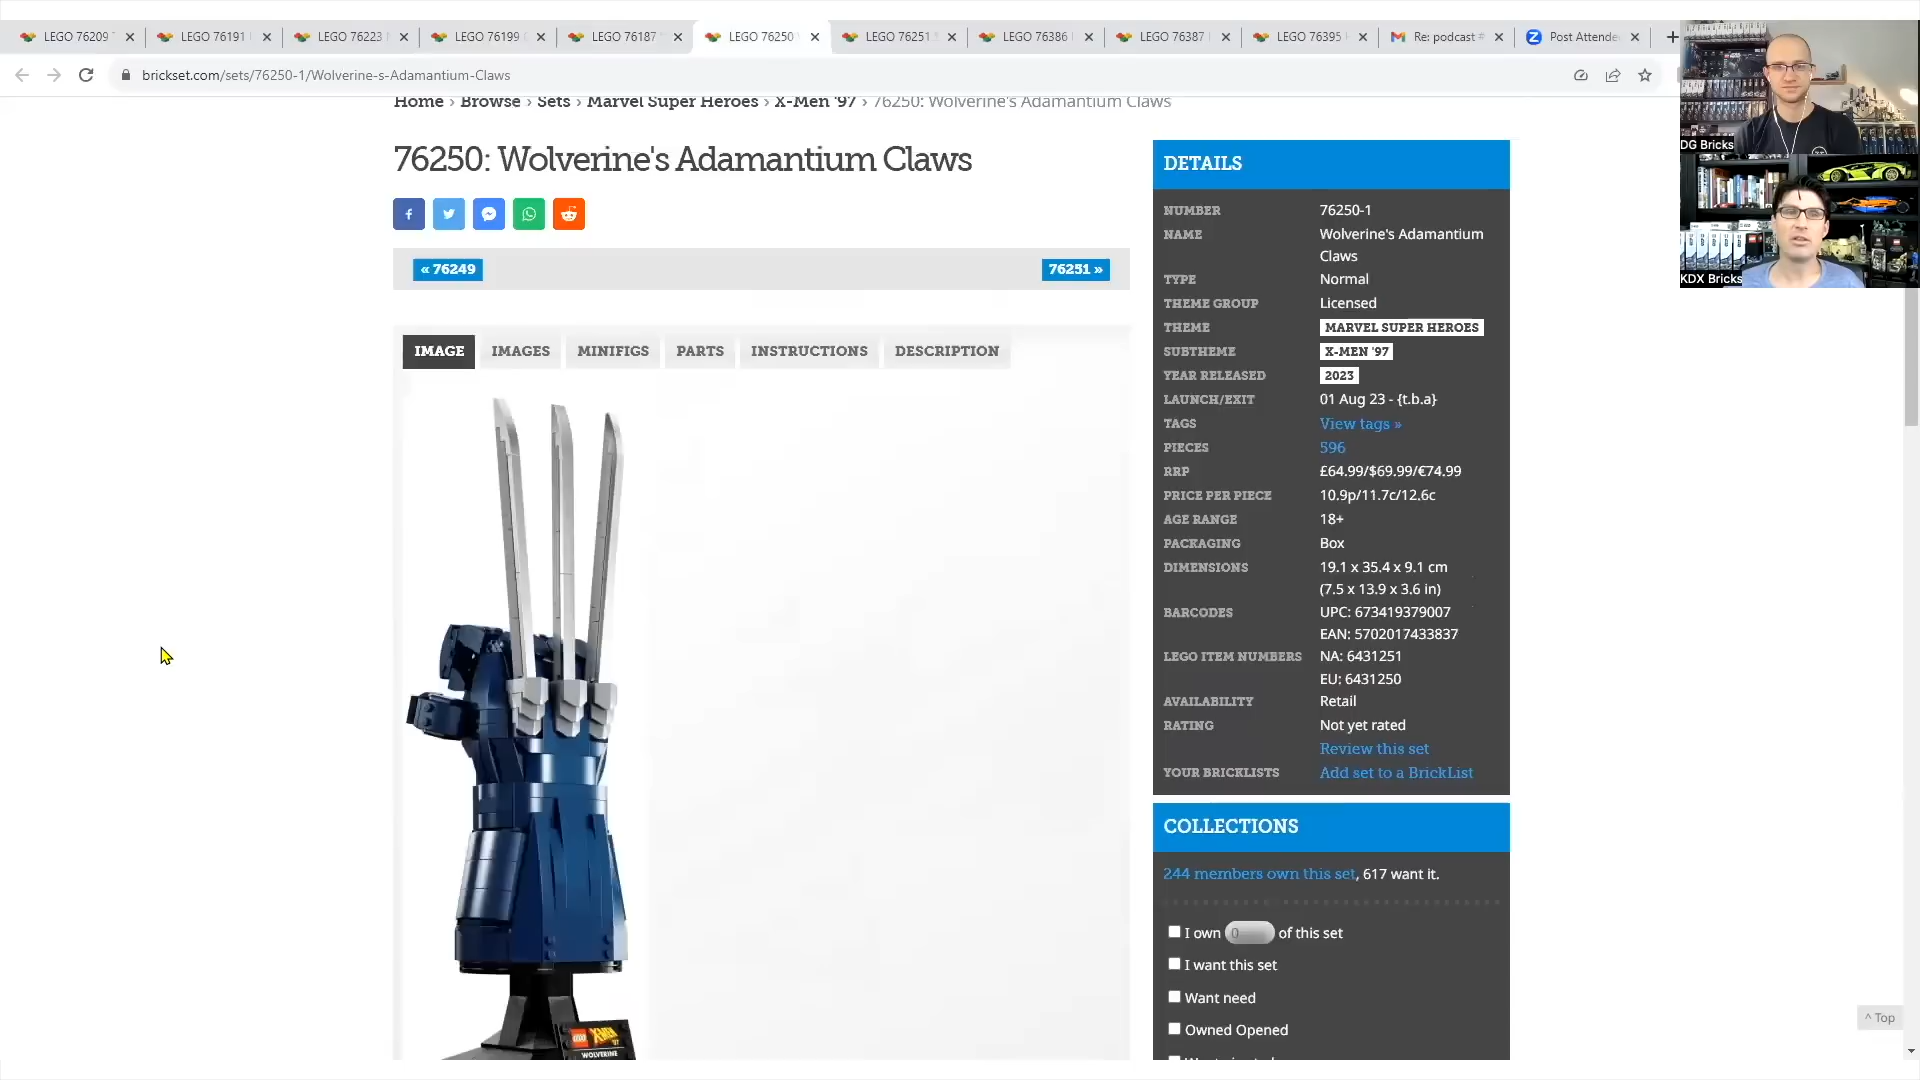 LEGO 76209
LEGO 76191
LEGO 76223
LEGO 76199
LEGO 76187
LEGO 76250
LEGO 76251
LEGO 76386
LEGO 76387
LEGO 76395
Re: podcast #
Post Attende
brickset.com/sets/76250-1/Wolverine-s-Adamantium-Claws
DG Bricks
KDX Bricks
Home › Browse › Sets › Marvel Super Heroes › X-Men '97 › 76250: Wolverine's Adamantium Claws
76250: Wolverine's Adamantium Claws
« 76249
76251 »
IMAGE
IMAGES
MINIFIGS
PARTS
INSTRUCTIONS
DESCRIPTION
LEGO
X-MEN '97
WOLVERINE
DETAILS
NUMBER 76250-1
NAME Wolverine's Adamantium
Claws
TYPE Normal
THEME GROUP Licensed
THEME MARVEL SUPER HEROES
SUBTHEME X-MEN '97
YEAR RELEASED 2023
LAUNCH/EXIT 01 Aug 23 - {t.b.a}
TAGS View tags »
PIECES 596
RRP £64.99/$69.99/€74.99
PRICE PER PIECE 10.9p/11.7c/12.6c
AGE RANGE 18+
PACKAGING Box
DIMENSIONS 19.1 x 35.4 x 9.1 cm
(7.5 x 13.9 x 3.6 in)
BARCODES UPC: 673419379007
EAN: 5702017433837
LEGO ITEM NUMBERS NA: 6431251
EU: 6431250
AVAILABILITY Retail
RATING Not yet rated
Review this set
YOUR BRICKLISTS Add set to a BrickList
COLLECTIONS
244 members own this set, 617 want it.
I own 0 of this set
I want this set
Want need
Owned Opened
^ Top